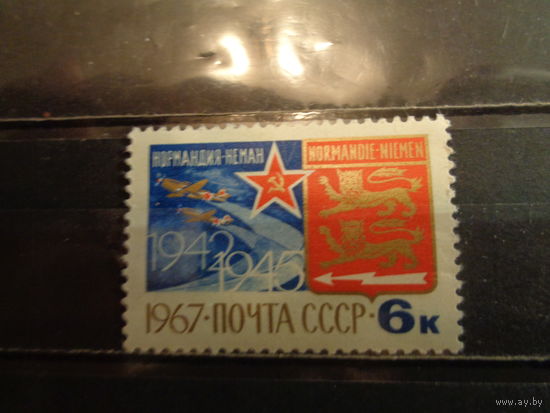 НОРМАНДИЯ-НЕМАН
NORMANDIE-NIEMEN
1942
1945
1967·ПОЧТА СССР·6к
www.ay.by